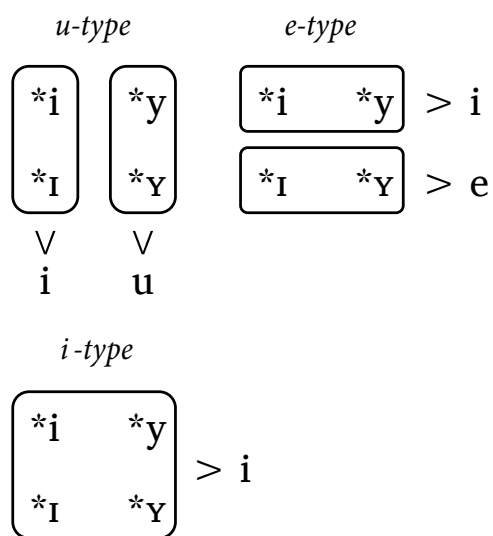 u-type e-type
*i *y *i *y > i
*ɪ *ʏ *ɪ *ʏ > e
> >
i u
i-type
*i *y
> i
*ɪ *ʏ